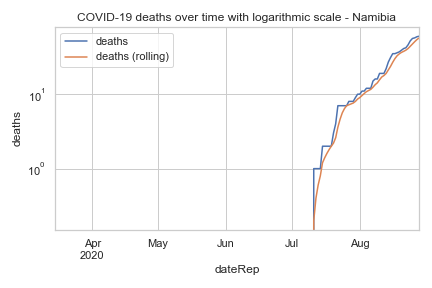 COVID-19 deaths over time with logarithmic scale - Namibia
deaths
deaths (rolling)
10¹
10⁰
deaths
Apr
2020
May
Jun
Jul
Aug
dateRep